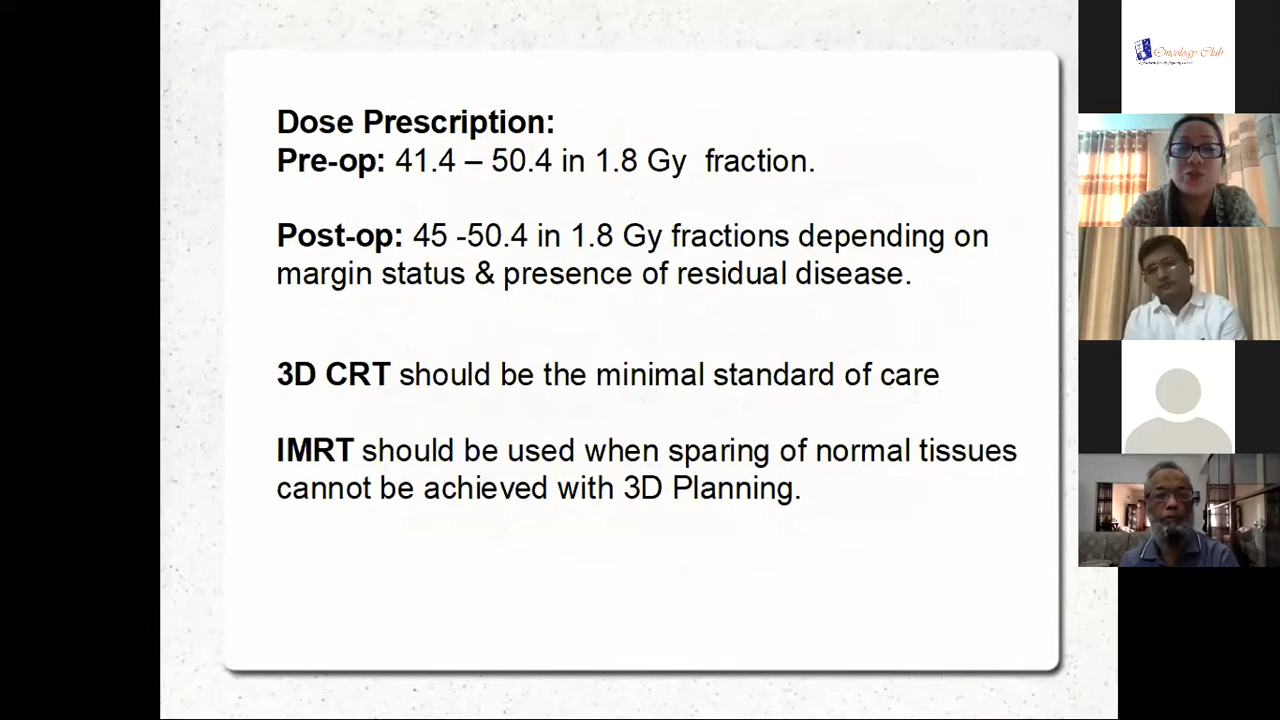 Dose Prescription:
Pre-op: 41.4 – 50.4 in 1.8 Gy  fraction.
Post-op: 45 -50.4 in 1.8 Gy fractions depending on
margin status & presence of residual disease.
3D CRT should be the minimal standard of care
IMRT should be used when sparing of normal tissues
cannot be achieved with 3D Planning.
Oncology Club